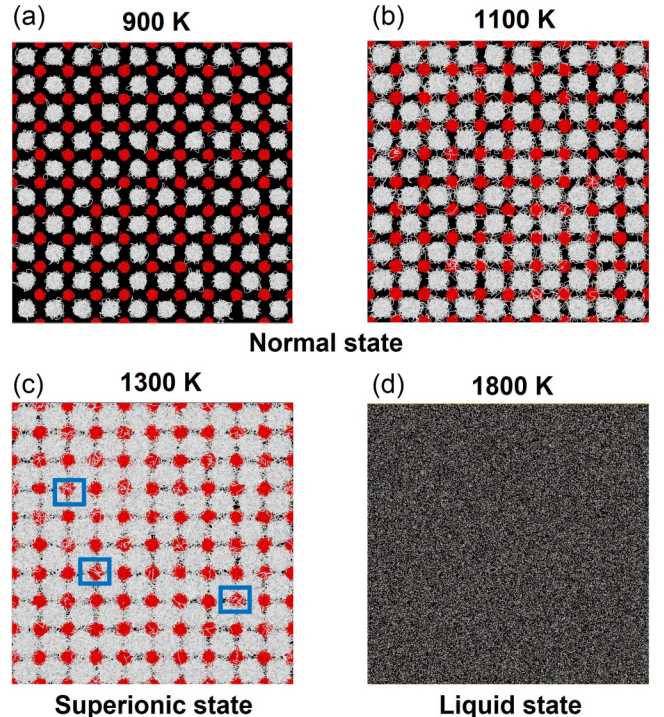 (a) 900 K
(b) 1100 K
Normal state
(c) 1300 K
(d) 1800 K
Superionic state
Liquid state